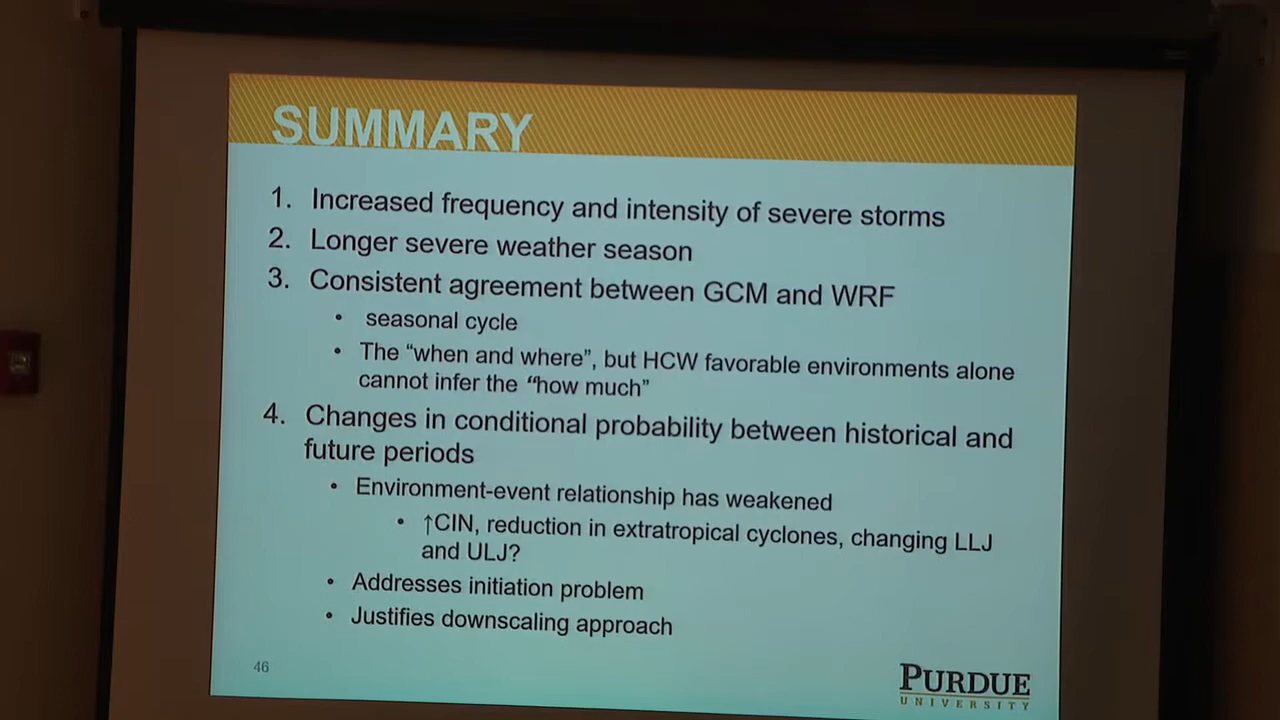 SUMMARY
1. Increased frequency and intensity of severe storms
2. Longer severe weather season
3. Consistent agreement between GCM and WRF
• seasonal cycle
• The “when and where”, but HCW favorable environments alone
cannot infer the “how much”
4. Changes in conditional probability between historical and
future periods
• Environment-event relationship has weakened
• ↑CIN, reduction in extratropical cyclones, changing LLJ
and ULJ?
• Addresses initiation problem
• Justifies downscaling approach
46
PURDUE
UNIVERSITY